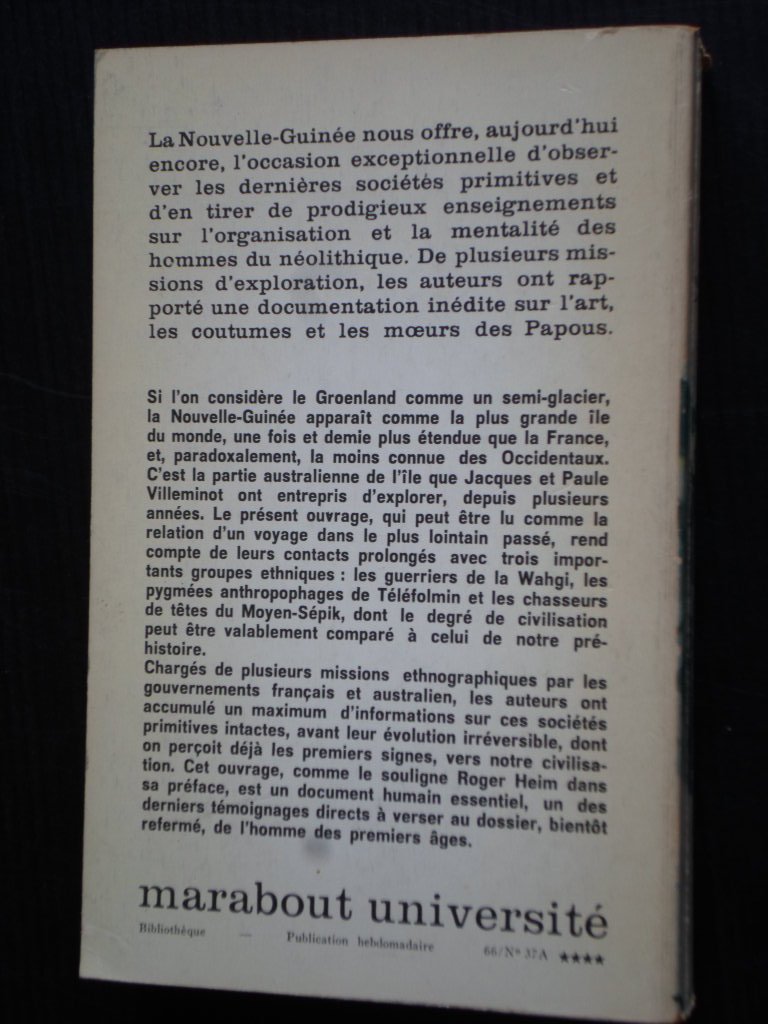 La Nouvelle-Guinée nous offre, aujourd'hui
encore, l'occasion exceptionnelle d'obser-
ver les dernières sociétés primitives et
d'en tirer de prodigieux enseignements
sur l'organisation et la mentalité des
hommes du néolithique. De plusieurs mis-
sions d'exploration, les auteurs ont rap-
porté une documentation inédite sur l'art,
les coutumes et les mœurs des Papous.
Si l'on considère le Groenland comme un semi-glacier,
la Nouvelle-Guinée apparaît comme la plus grande île
du monde, une fois et demie plus étendue que la France,
et, paradoxalement, la moins connue des Occidentaux.
C'est la partie australienne de l'île que Jacques et Paule
Villeminot ont entrepris d'explorer, depuis plusieurs
années. Le présent ouvrage, qui peut être lu comme la
relation d'un voyage dans le plus lointain passé, rend
compte de leurs contacts prolongés avec trois impor-
tants groupes ethniques : les guerriers de la Wahgi, les
pygmées anthropophages de Téléfolmin et les chasseurs
de têtes du Moyen-Sépik, dont le degré de civilisation
peut être valablement comparé à celui de notre pré-
histoire.
Chargés de plusieurs missions ethnographiques par les
gouvernements français et australien, les auteurs ont
accumulé un maximum d'informations sur ces sociétés
primitives intactes, avant leur évolution irréversible, dont
on perçoit déjà les premiers signes, vers notre civilisa-
tion. Cet ouvrage, comme le souligne Roger Heim dans
sa préface, est un document humain essentiel, un des
derniers témoignages directs à verser au dossier, bientôt
refermé, de l'homme des premiers âges.
marabout université
Bibliothèque — Publication hebdomadaire 66/N° 37A ★★★★